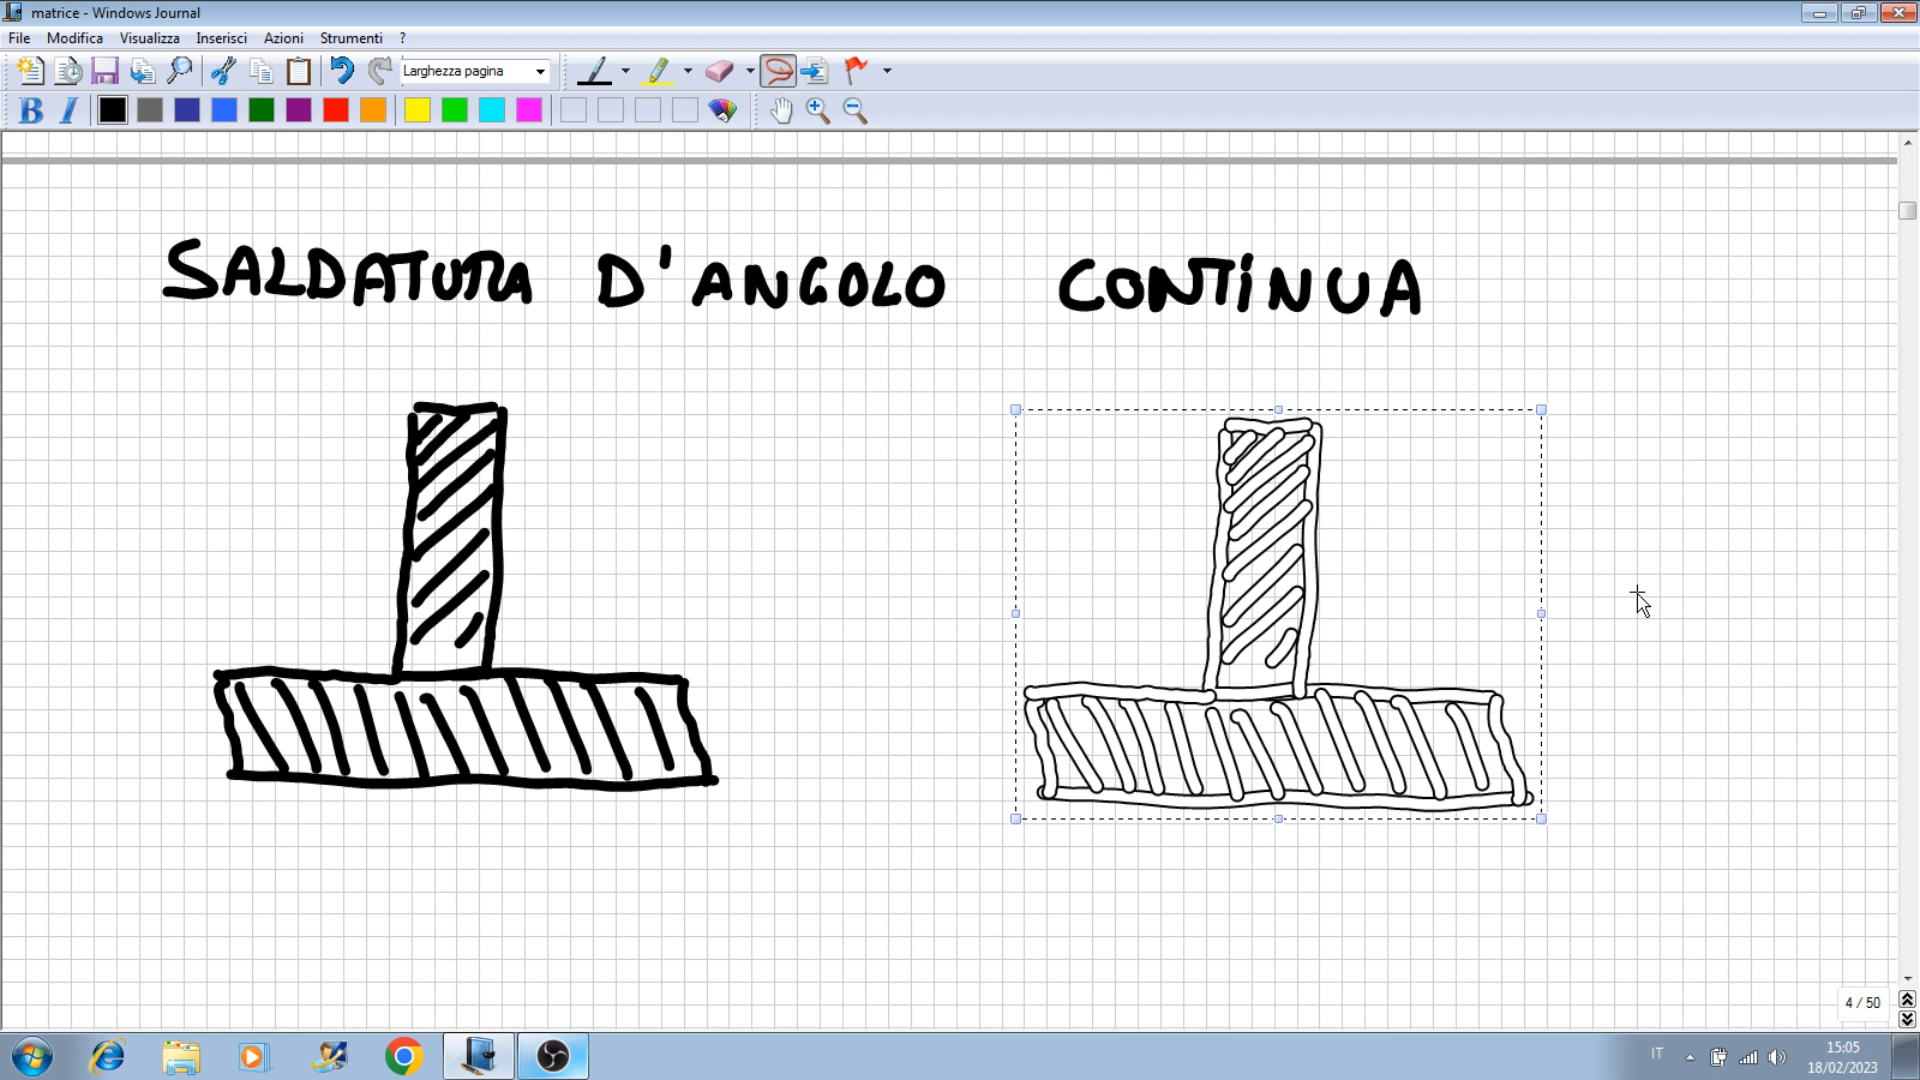 matrice - Windows Journal
File Modifica Visualizza Inserisci Azioni Strumenti ?
Larghezza pagina
B I
SALDATURA D'ANGOLO CONTINUA
4 / 50
IT
15:05
18/02/2023